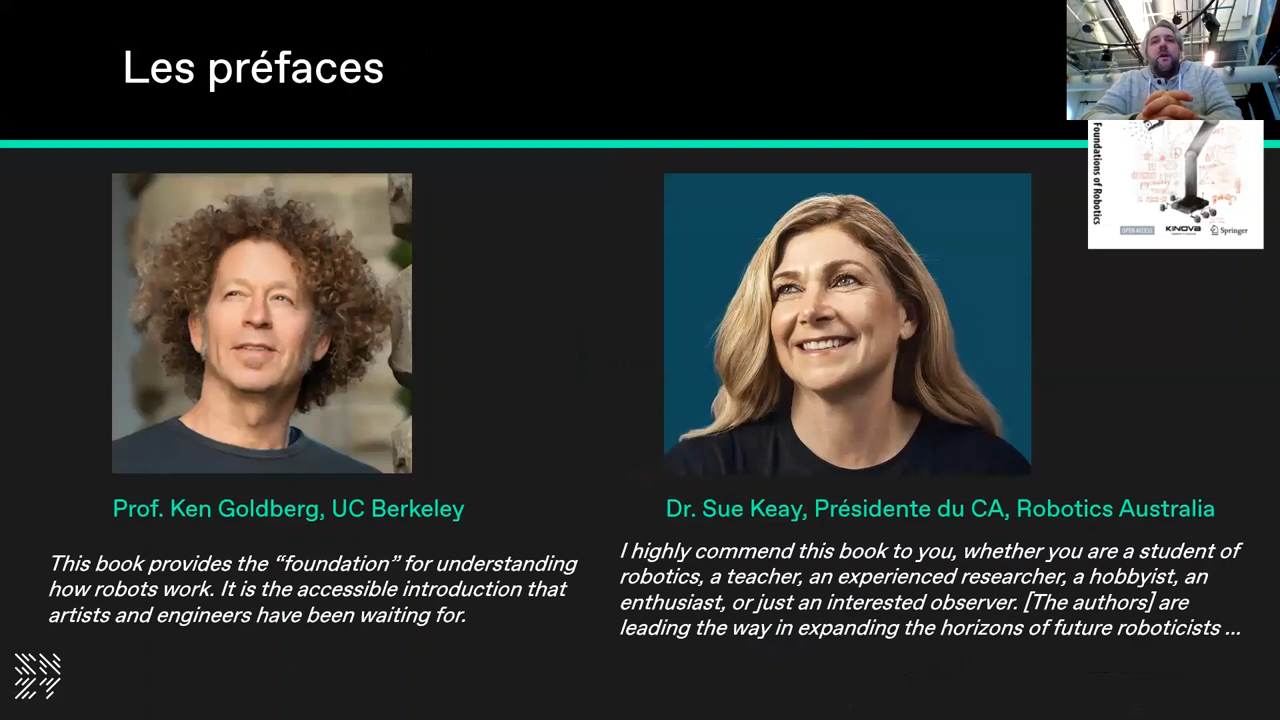 Les préfaces
Foundations of Robotics
OPEN ACCESS
KINOVA
Springer
Prof. Ken Goldberg, UC Berkeley
This book provides the “foundation” for understanding
how robots work. It is the accessible introduction that
artists and engineers have been waiting for.
Dr. Sue Keay, Présidente du CA, Robotics Australia
I highly commend this book to you, whether you are a student of
robotics, a teacher, an experienced researcher, a hobbyist, an
enthusiast, or just an interested observer. [The authors] are
leading the way in expanding the horizons of future roboticists ...